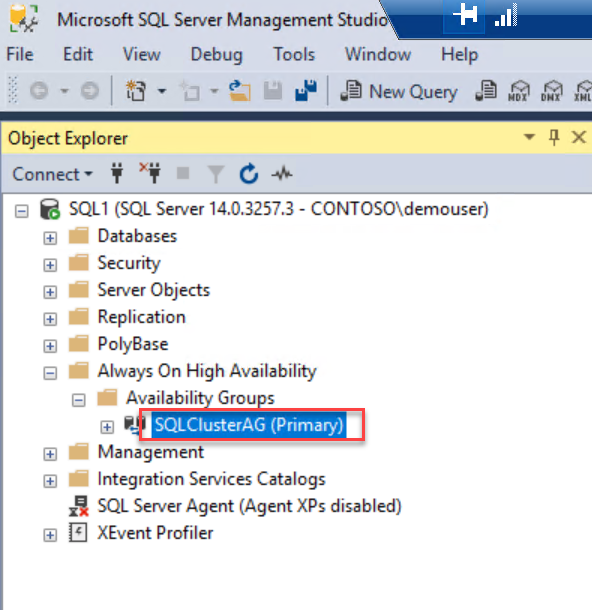 Microsoft SQL Server Management Studio
File Edit View Debug Tools Window Help
New Query MDX DMX XML
Object Explorer
Connect
SQL1 (SQL Server 14.0.3257.3 - CONTOSO\demouser)
Databases
Security
Server Objects
Replication
PolyBase
Always On High Availability
Availability Groups
SQLClusterAG (Primary)
Management
Integration Services Catalogs
SQL Server Agent (Agent XPs disabled)
XEvent Profiler